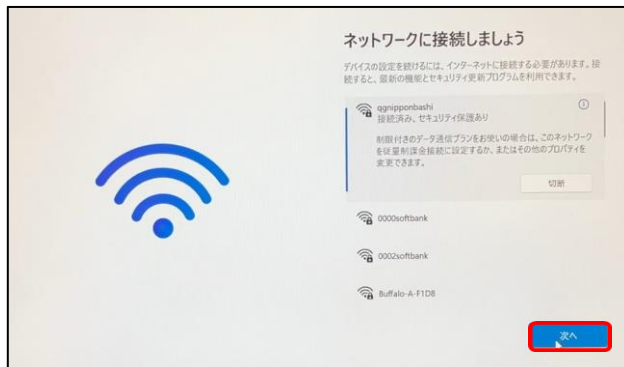 ネットワークに接続しましょう
デバイスの設定を続けるには、インターネットに接続する必要があります。接
続すると、最新の機能とセキュリティ更新プログラムを利用できます。
qgnipponbashi
接続済み、セキュリティ保護あり
制限付きのデータ通信プランをお使いの場合は、このネットワーク
を従量制課金接続に設定するか、またはその他のプロパティを
変更できます。
切断
0000softbank
0002softbank
Buffalo-A-F1D8
次へ